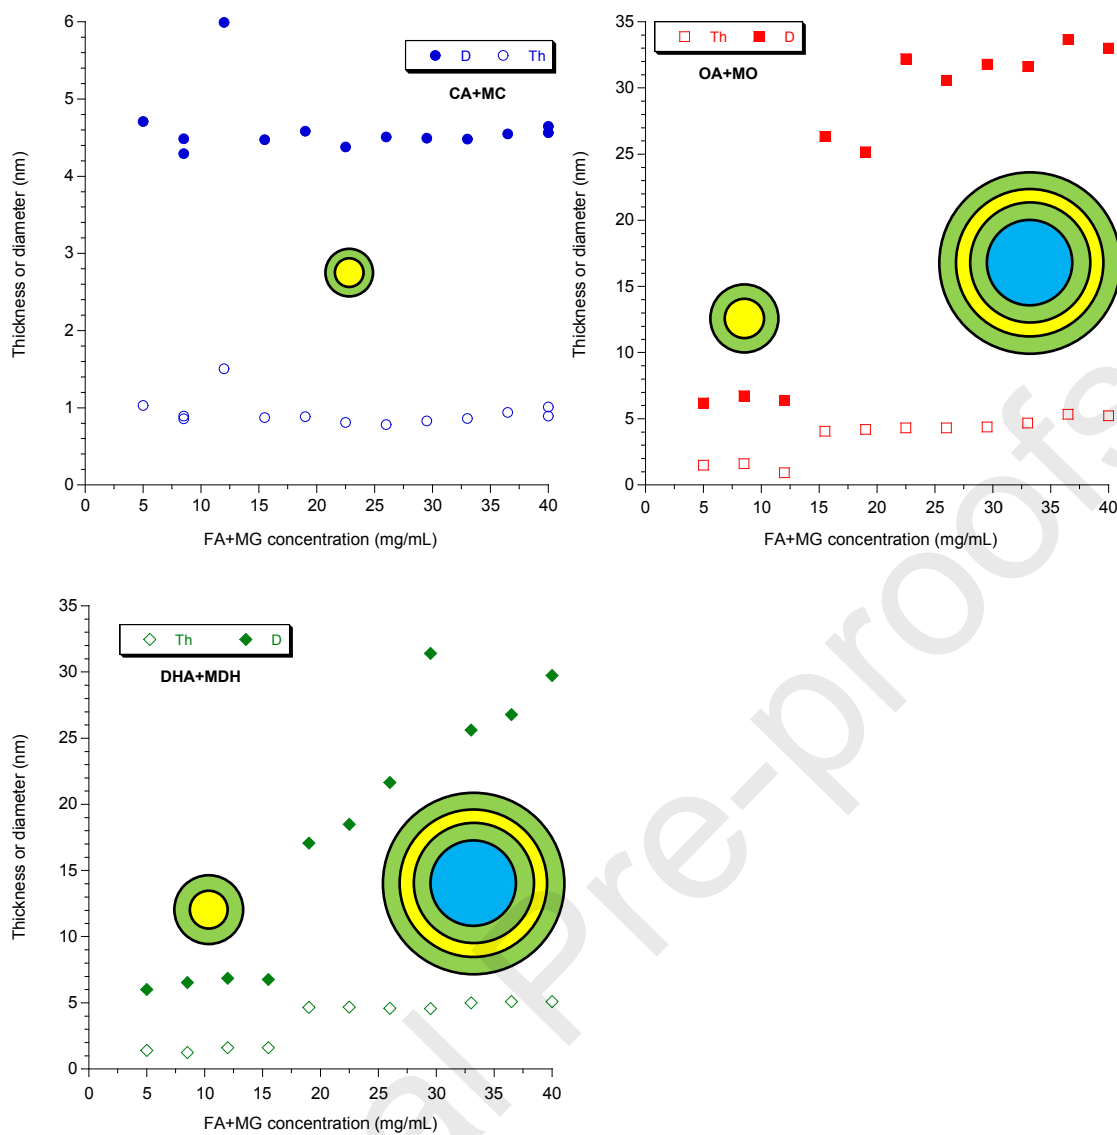 6
5
4
3
2
1
0
Thickness or diameter (nm)
D Th
CA+MC
0 5 10 15 20 25 30 35 40
FA+MG concentration (mg/mL)
35
30
25
20
15
10
5
0
Thickness or diameter (nm)
Th D
OA+MO
0 5 10 15 20 25 30 35 40
FA+MG concentration (mg/mL)
35
30
25
20
15
10
5
0
Thickness or diameter (nm)
Th D
DHA+MDH
0 5 10 15 20 25 30 35 40
FA+MG concentration (mg/mL)
al Pre-proofs